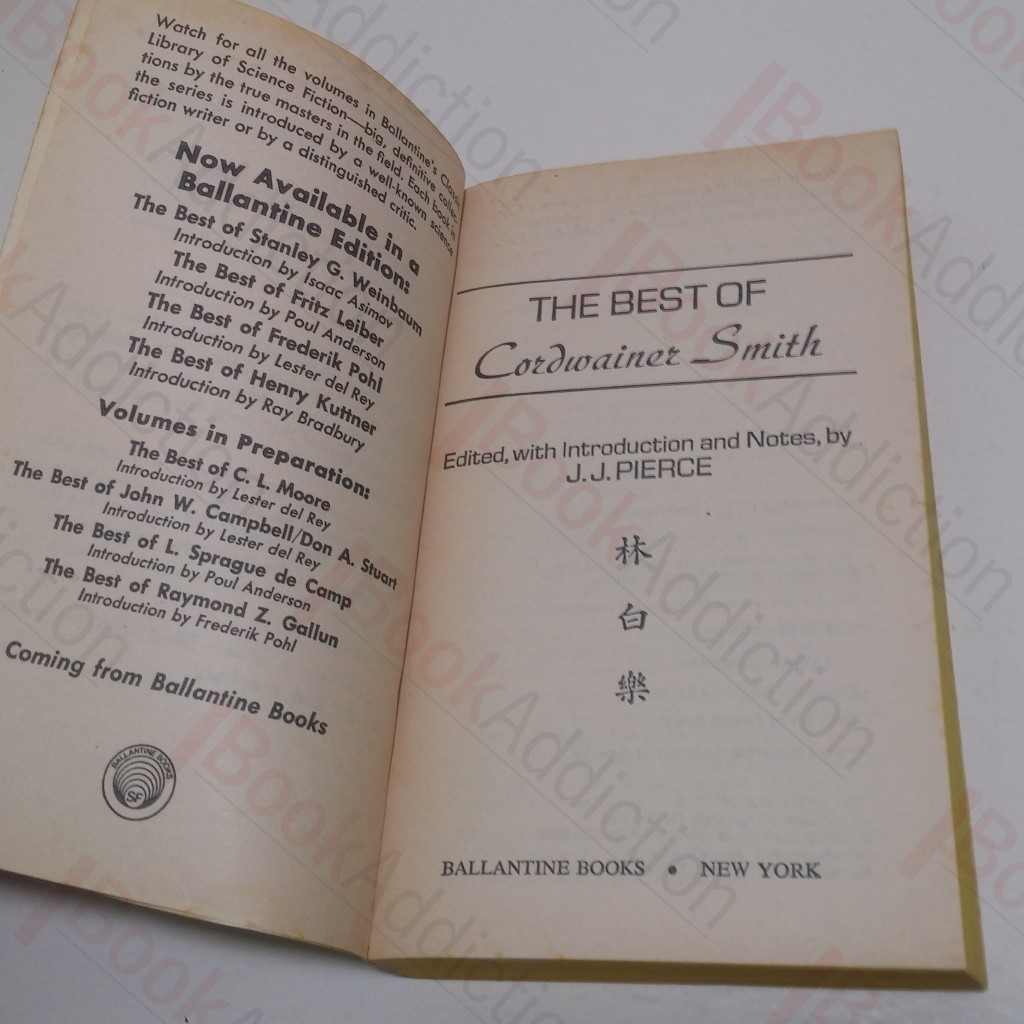 Watch for all the volumes in Ballantine's Classic
Library of Science Fiction—big, definitive collec-
tions by the true masters in the field. Each book in
the series is introduced by a well-known science
fiction writer or by a distinguished critic.
Now Available in a
Ballantine Edition:
The Best of Stanley G. Weinbaum
Introduction by Isaac Asimov
The Best of Fritz Leiber
Introduction by Poul Anderson
The Best of Frederik Pohl
Introduction by Lester del Rey
The Best of Henry Kuttner
Introduction by Ray Bradbury
Volumes in Preparation:
The Best of C. L. Moore
Introduction by Lester del Rey
The Best of John W. Campbell/Don A. Stuart
Introduction by Lester del Rey
The Best of L. Sprague de Camp
Introduction by Poul Anderson
The Best of Raymond Z. Gallun
Introduction by Frederik Pohl
Coming from Ballantine Books
BALLANTINE BOOKS
SF
THE BEST OF
Cordwainer Smith
Edited, with Introduction and Notes, by
J.J. PIERCE
林
白
樂
BALLANTINE BOOKS • NEW YORK
BookAddiction